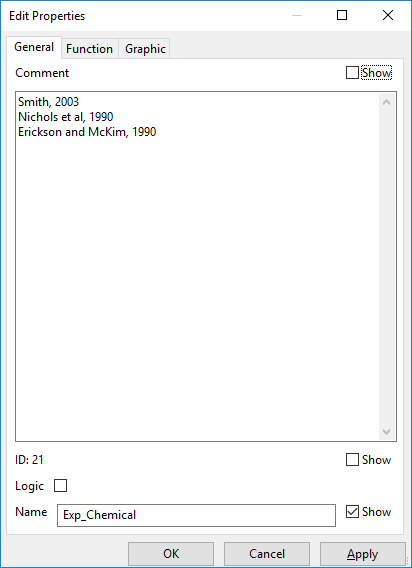 Edit Properties
General Function Graphic
Comment Show
Smith, 2003
Nichols et al, 1990
Erickson and McKim, 1990
ID: 21 Show
Logic
Name Exp_Chemical Show
OK Cancel Apply